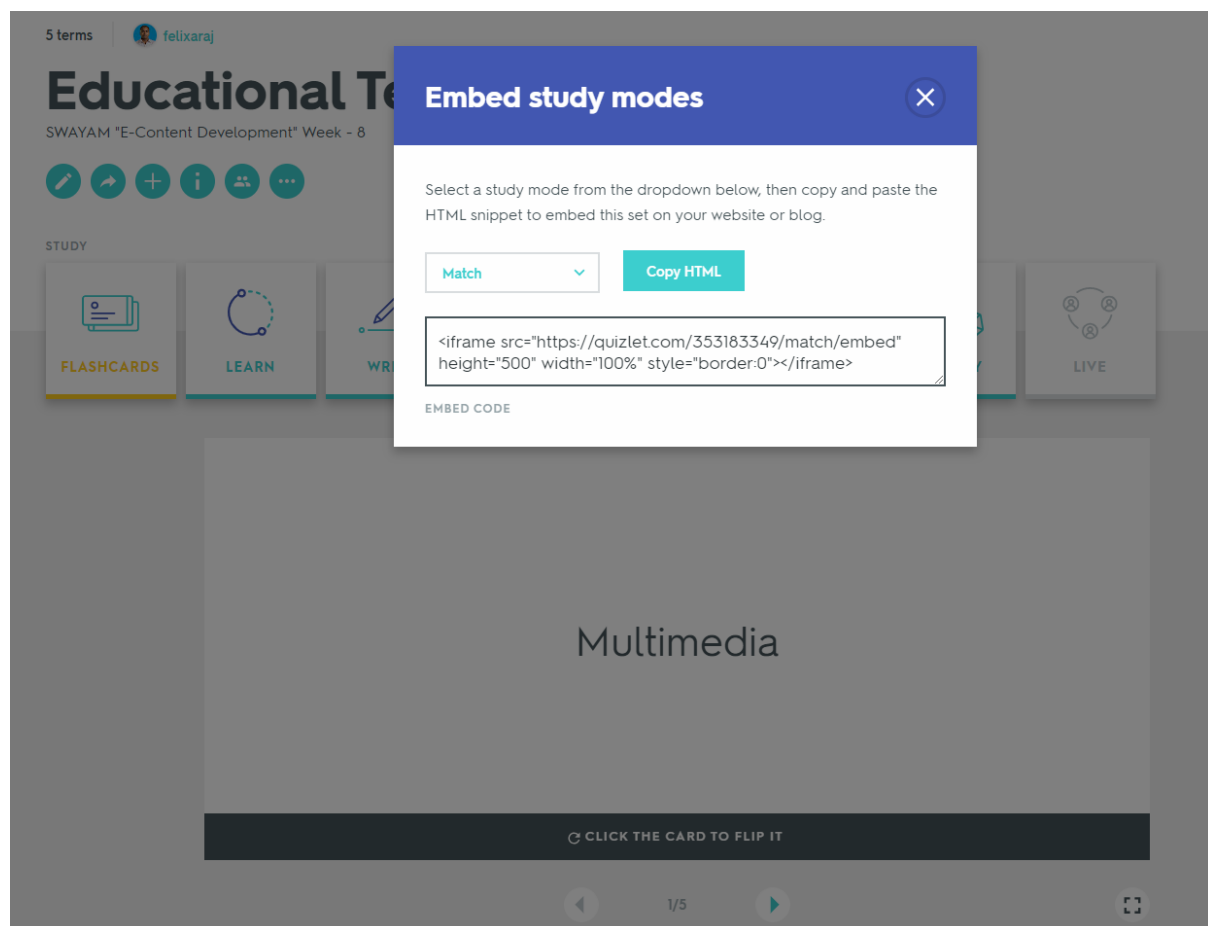 5 terms
felixaraj
Educational Te
SWAYAM "E-Content Development" Week - 8
STUDY
FLASHCARDS
LEARN
WRI
LIVE
Embed study modes
Select a study mode from the dropdown below, then copy and paste the
HTML snippet to embed this set on your website or blog.
Match
Copy HTML
<iframe src="https://quizlet.com/353183349/match/embed"
height="500" width="100%" style="border:0"></iframe>
EMBED CODE
Multimedia
CLICK THE CARD TO FLIP IT
1/5